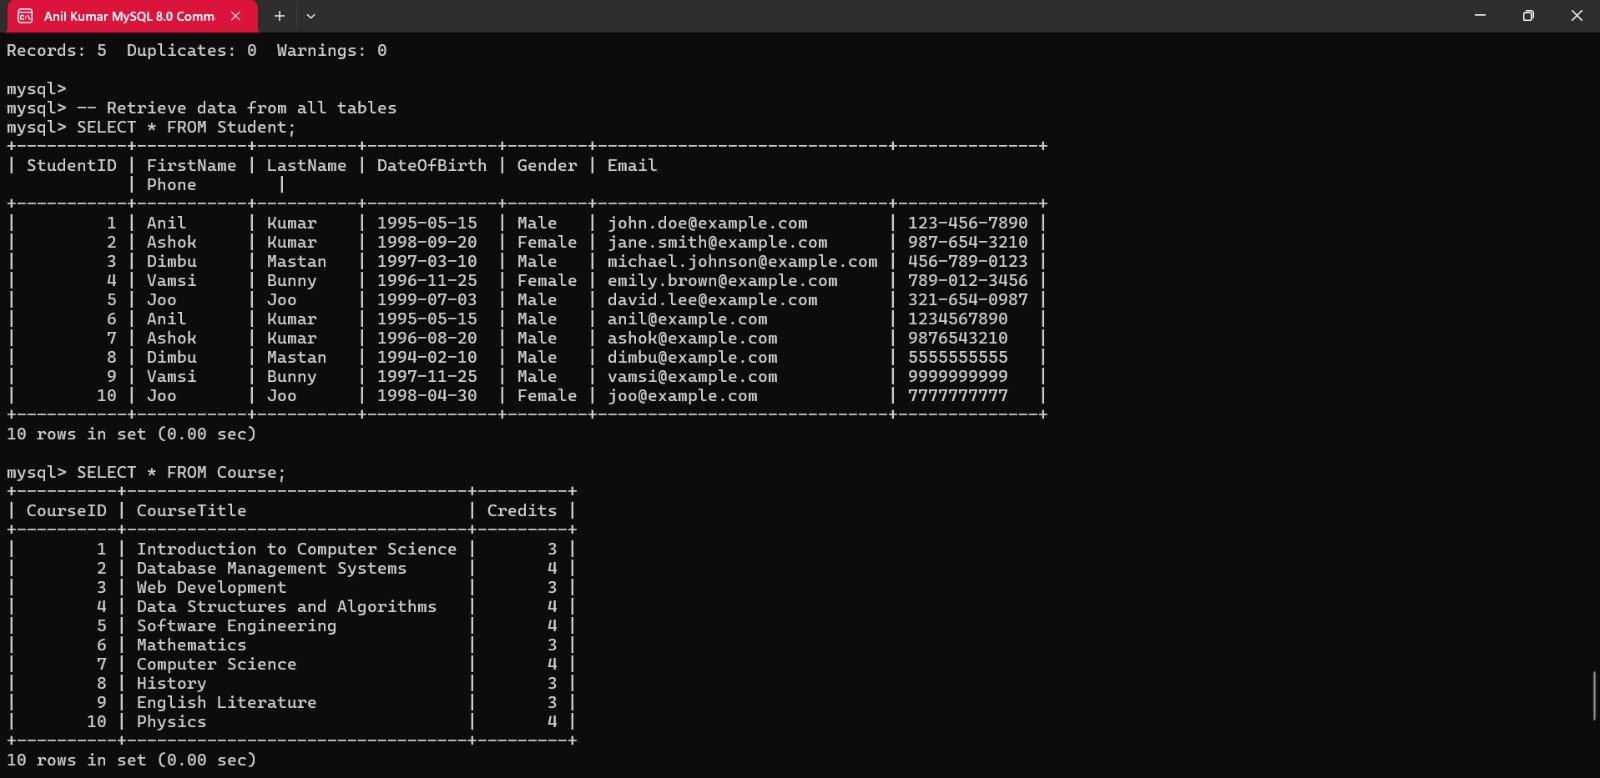 Anil Kumar MySQL 8.0 Comm
Records: 5  Duplicates: 0  Warnings: 0

mysql>
mysql> -- Retrieve data from all tables
mysql> SELECT * FROM Student;
+-----------+-----------+----------+-------------+--------+-----------------------------+--------------+
| StudentID | FirstName | LastName | DateOfBirth | Gender | Email
            | Phone        |
+-----------+-----------+----------+-------------+--------+-----------------------------+--------------+
|         1 | Anil      | Kumar    | 1995-05-15  | Male   | john.doe@example.com        | 123-456-7890 |
|         2 | Ashok     | Kumar    | 1998-09-20  | Female | jane.smith@example.com      | 987-654-3210 |
|         3 | Dimbu     | Mastan   | 1997-03-10  | Male   | michael.johnson@example.com | 456-789-0123 |
|         4 | Vamsi     | Bunny    | 1996-11-25  | Female | emily.brown@example.com     | 789-012-3456 |
|         5 | Joo       | Joo      | 1999-07-03  | Male   | david.lee@example.com       | 321-654-0987 |
|         6 | Anil      | Kumar    | 1995-05-15  | Male   | anil@example.com            | 1234567890   |
|         7 | Ashok     | Kumar    | 1996-08-20  | Male   | ashok@example.com           | 9876543210   |
|         8 | Dimbu     | Mastan   | 1994-02-10  | Male   | dimbu@example.com           | 5555555555   |
|         9 | Vamsi     | Bunny    | 1997-11-25  | Male   | vamsi@example.com           | 9999999999   |
|        10 | Joo       | Joo      | 1998-04-30  | Female | joo@example.com             | 7777777777   |
+-----------+-----------+----------+-------------+--------+-----------------------------+--------------+
10 rows in set (0.00 sec)

mysql> SELECT * FROM Course;
+----------+----------------------------------+---------+
| CourseID | CourseTitle                      | Credits |
+----------+----------------------------------+---------+
|        1 | Introduction to Computer Science |       3 |
|        2 | Database Management Systems      |       4 |
|        3 | Web Development                  |       3 |
|        4 | Data Structures and Algorithms   |       4 |
|        5 | Software Engineering             |       4 |
|        6 | Mathematics                      |       3 |
|        7 | Computer Science                 |       4 |
|        8 | History                          |       3 |
|        9 | English Literature               |       3 |
|       10 | Physics                          |       4 |
+----------+----------------------------------+---------+
10 rows in set (0.00 sec)